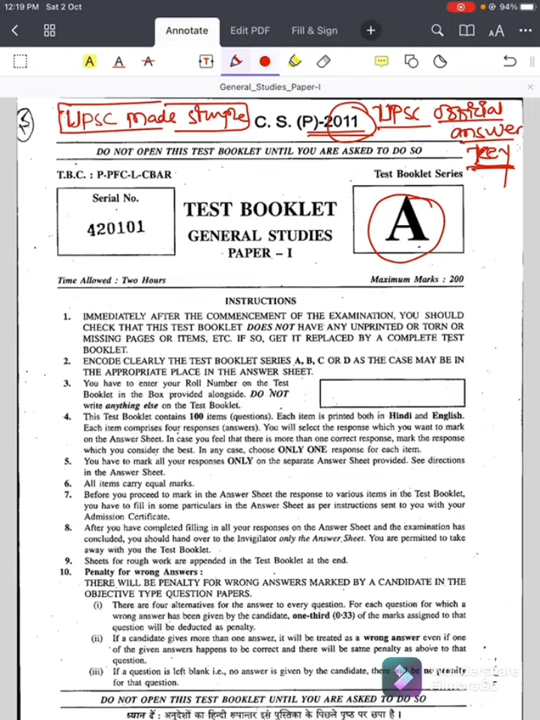 12:19 PM Sat 2 Oct
94%
Annotate
Edit PDF
Fill & Sign
General_Studies_Paper-I
UPSC made simple
C. S. (P)-2011
UPSC official
answer
key
DO NOT OPEN THIS TEST BOOKLET UNTIL YOU ARE ASKED TO DO SO
T.B.C. : P-PFC-L-CBAR
Test Booklet Series
Serial No.
420101
TEST BOOKLET
GENERAL STUDIES
PAPER – I
A
Time Allowed : Two Hours
Maximum Marks : 200
INSTRUCTIONS
1. IMMEDIATELY AFTER THE COMMENCEMENT OF THE EXAMINATION, YOU SHOULD
CHECK THAT THIS TEST BOOKLET DOES NOT HAVE ANY UNPRINTED OR TORN OR
MISSING PAGES OR ITEMS, ETC. IF SO, GET IT REPLACED BY A COMPLETE TEST
BOOKLET.
2. ENCODE CLEARLY THE TEST BOOKLET SERIES A, B, C OR D AS THE CASE MAY BE IN
THE APPROPRIATE PLACE IN THE ANSWER SHEET.
3. You have to enter your Roll Number on the Test
Booklet in the Box provided alongside. DO NOT
write anything else on the Test Booklet.
4. This Test Booklet contains 100 items (questions). Each item is printed both in Hindi and English.
Each item comprises four responses (answers). You will select the response which you want to mark
on the Answer Sheet. In case you feel that there is more than one correct response, mark the response
which you consider the best. In any case, choose ONLY ONE response for each item.
5. You have to mark all your responses ONLY on the separate Answer Sheet provided. See directions
in the Answer Sheet.
6. All items carry equal marks.
7. Before you proceed to mark in the Answer Sheet the response to various items in the Test Booklet,
you have to fill in some particulars in the Answer Sheet as per instructions sent to you with your
Admission Certificate.
8. After you have completed filling in all your responses on the Answer Sheet and the examination has
concluded, you should hand over to the Invigilator only the Answer Sheet. You are permitted to take
away with you the Test Booklet.
9. Sheets for rough work are appended in the Test Booklet at the end.
10. Penalty for wrong Answers :
THERE WILL BE PENALTY FOR WRONG ANSWERS MARKED BY A CANDIDATE IN THE
OBJECTIVE TYPE QUESTION PAPERS.
(i) There are four alternatives for the answer to every question. For each question for which a
wrong answer has been given by the candidate, one-third (0·33) of the marks assigned to that
question will be deducted as penalty.
(ii) If a candidate gives more than one answer, it will be treated as a wrong answer even if one
of the given answers happens to be correct and there will be same penalty as above to that
question.
(iii) If a question is left blank i.e., no answer is given by the candidate, there will be no penalty
for that question.
Wondershare
Filmora
DO NOT OPEN THIS TEST BOOKLET UNTIL YOU ARE ASKED TO DO SO
ध्यान दें : अनुदेशों का हिन्दी रूपान्तर इस पुस्तिका के पिछले पृष्ठ पर छपा है।